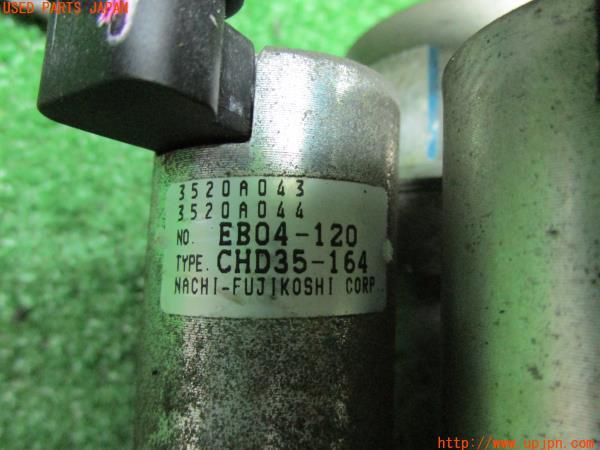 USED PARTS JAPAN
3520A043
3520A044
NO. EB04-120
TYPE. CHD35-164
NACHI-FUJIKOSHI CORP.
http://www.upjpn.com